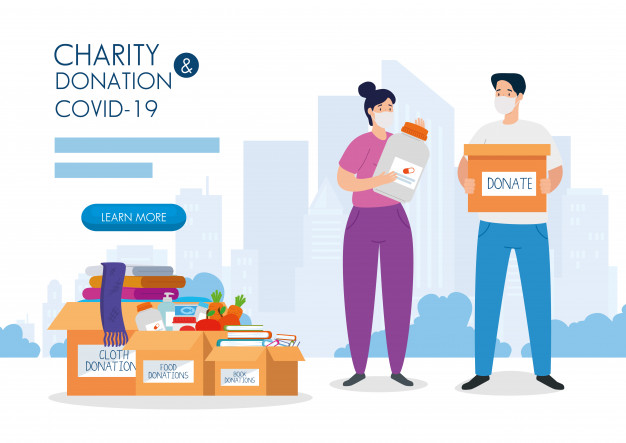 CHARITY
&
DONATION
COVID-19
LEARN MORE
DONATE
CLOTH
DONATION
FOOD
DONATIONS
BOOK
DONATIONS